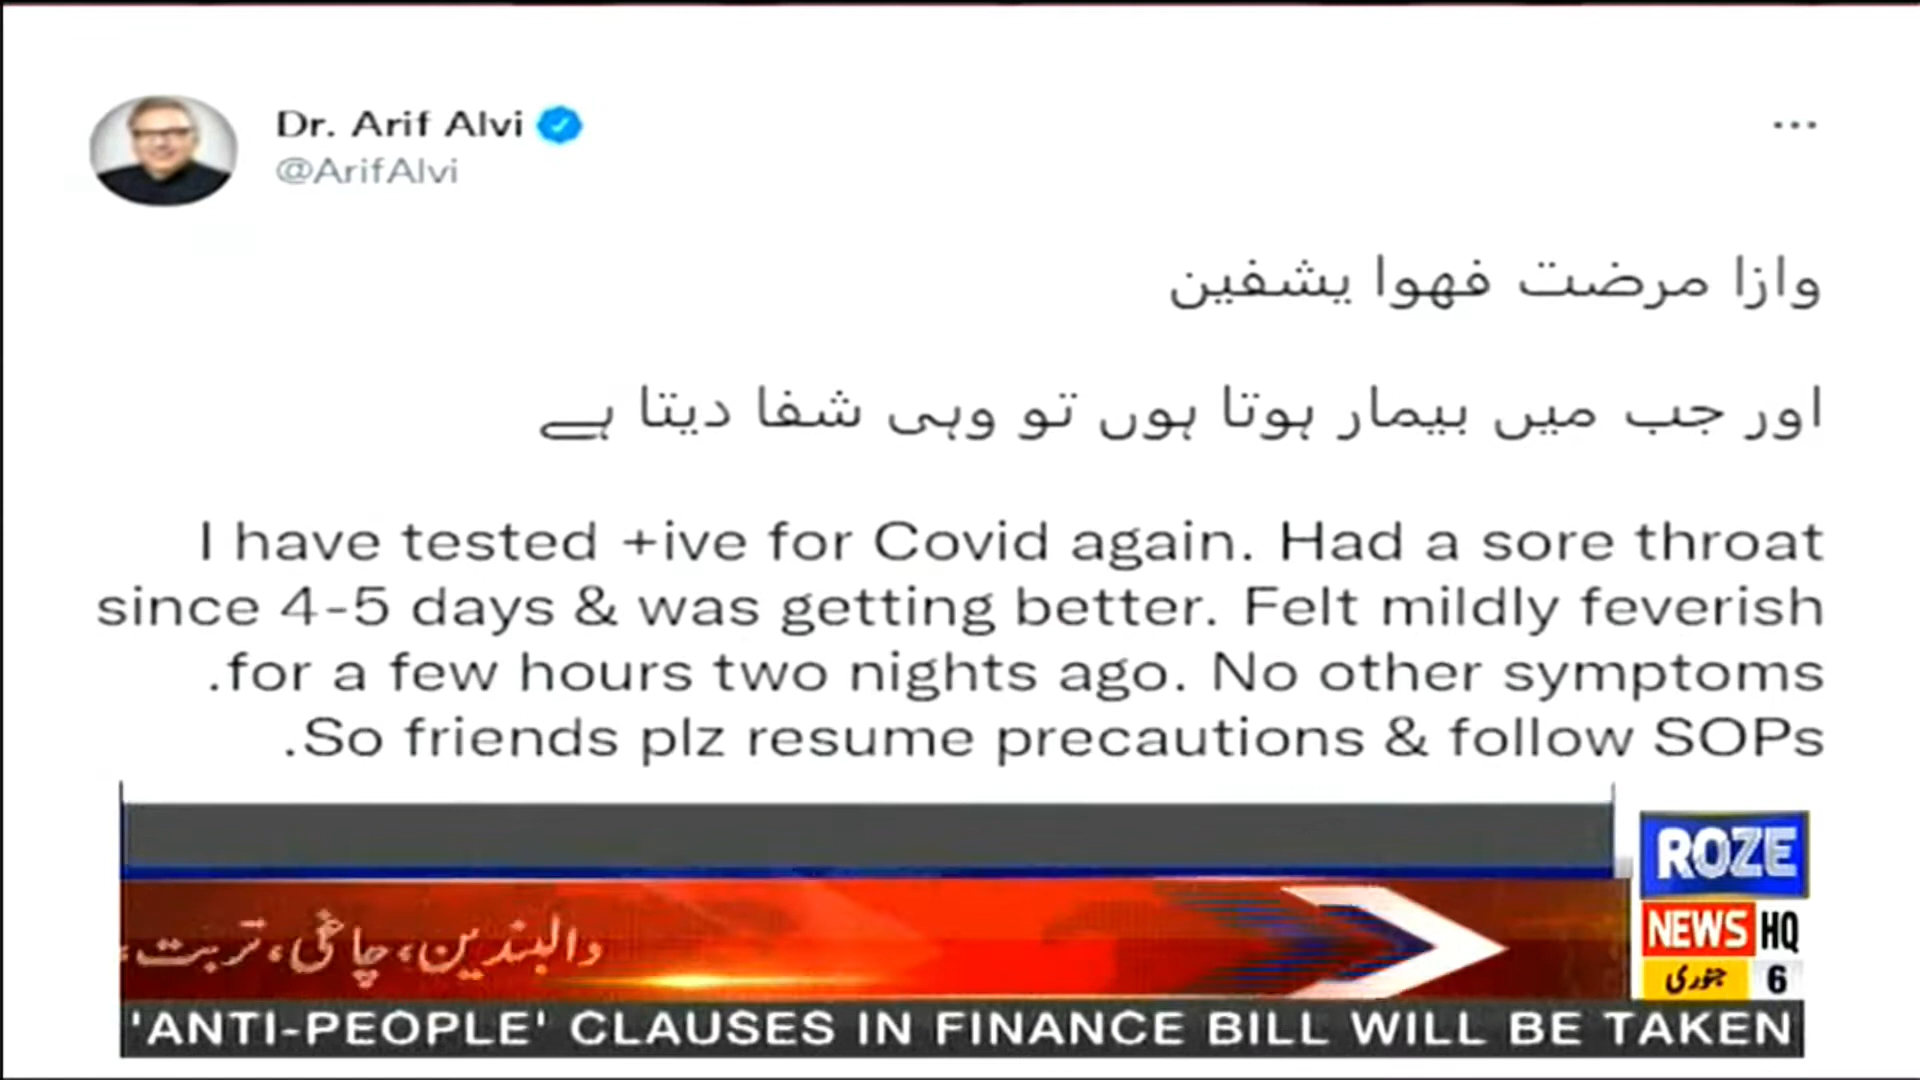 Dr. Arif Alvi
@ArifAlvi
وازا مرضت فهوا یشفین
اور جب میں بیمار ہوتا ہوں تو وہی شفا دیتا ہے
I have tested +ive for Covid again. Had a sore throat
since 4-5 days & was getting better. Felt mildly feverish
.for a few hours two nights ago. No other symptoms
.So friends plz resume precautions & follow SOPs
ROZE
NEWS HQ
دالبندین، چاغی، تربت،
جنوری 6
'ANTI-PEOPLE' CLAUSES IN FINANCE BILL WILL BE TAKEN